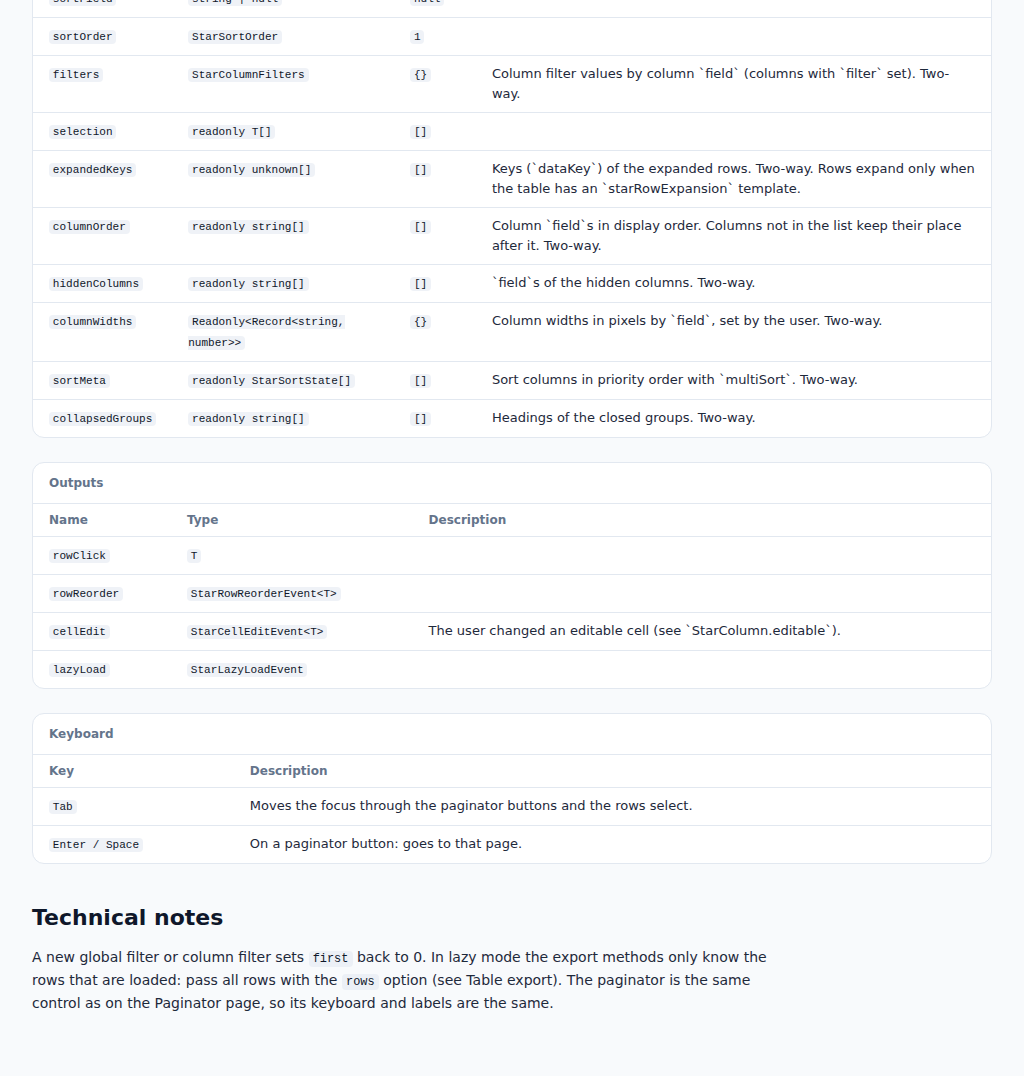 sortField string | null null
sortOrder StarSortOrder 1
filters StarColumnFilters {} Column filter values by column `field` (columns with `filter` set). Two-
way.
selection readonly T[] []
expandedKeys readonly unknown[] [] Keys (`dataKey`) of the expanded rows. Two-way. Rows expand only when
the table has an `starRowExpansion` template.
columnOrder readonly string[] [] Column `field`s in display order. Columns not in the list keep their place
after it. Two-way.
hiddenColumns readonly string[] [] `field`s of the hidden columns. Two-way.
columnWidths Readonly<Record<string, {} Column widths in pixels by `field`, set by the user. Two-way.
number>>
sortMeta readonly StarSortState[] [] Sort columns in priority order with `multiSort`. Two-way.
collapsedGroups readonly string[] [] Headings of the closed groups. Two-way.
Outputs
Name Type Description
rowClick T
rowReorder StarRowReorderEvent<T>
cellEdit StarCellEditEvent<T> The user changed an editable cell (see `StarColumn.editable`).
lazyLoad StarLazyLoadEvent
Keyboard
Key Description
Tab Moves the focus through the paginator buttons and the rows select.
Enter / Space On a paginator button: goes to that page.
Technical notes
A new global filter or column filter sets first back to 0. In lazy mode the export methods only know the
rows that are loaded: pass all rows with the rows option (see Table export). The paginator is the same
control as on the Paginator page, so its keyboard and labels are the same.